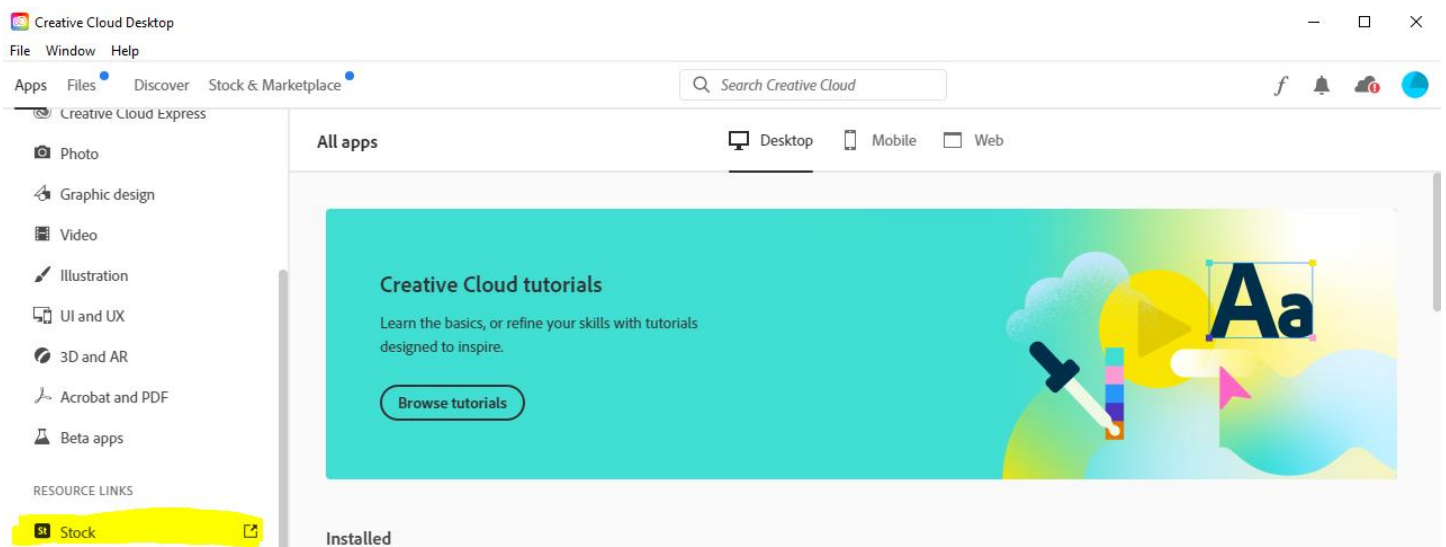 Creative Cloud Desktop
File Window Help
Apps Files Discover Stock & Marketplace Search Creative Cloud f
Creative Cloud Express
Photo
Graphic design
Video
Illustration
UI and UX
3D and AR
Acrobat and PDF
Beta apps
RESOURCE LINKS
St Stock
All apps Desktop Mobile Web
Creative Cloud tutorials
Learn the basics, or refine your skills with tutorials
designed to inspire.
Browse tutorials
Aa
Installed